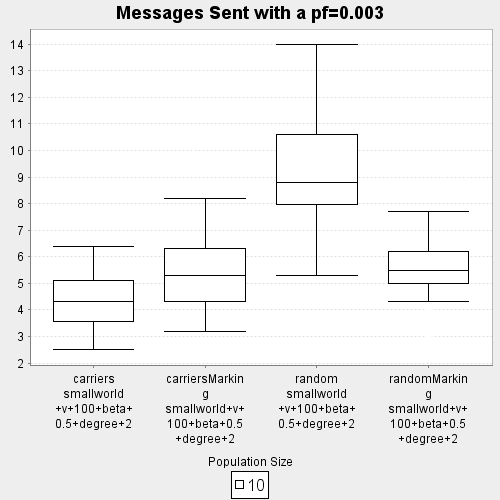 Messages Sent with a pf=0.003
14
13
12
11
10
9
8
7
6
5
4
3
2
carriers
smallworld
+v+100+beta+
0.5+degree+2
carriersMarkin
g
smallworld+v+
100+beta+0.5
+degree+2
random
smallworld
+v+100+beta+
0.5+degree+2
randomMarkin
g
smallworld+v+
100+beta+0.5
+degree+2
Population Size
10